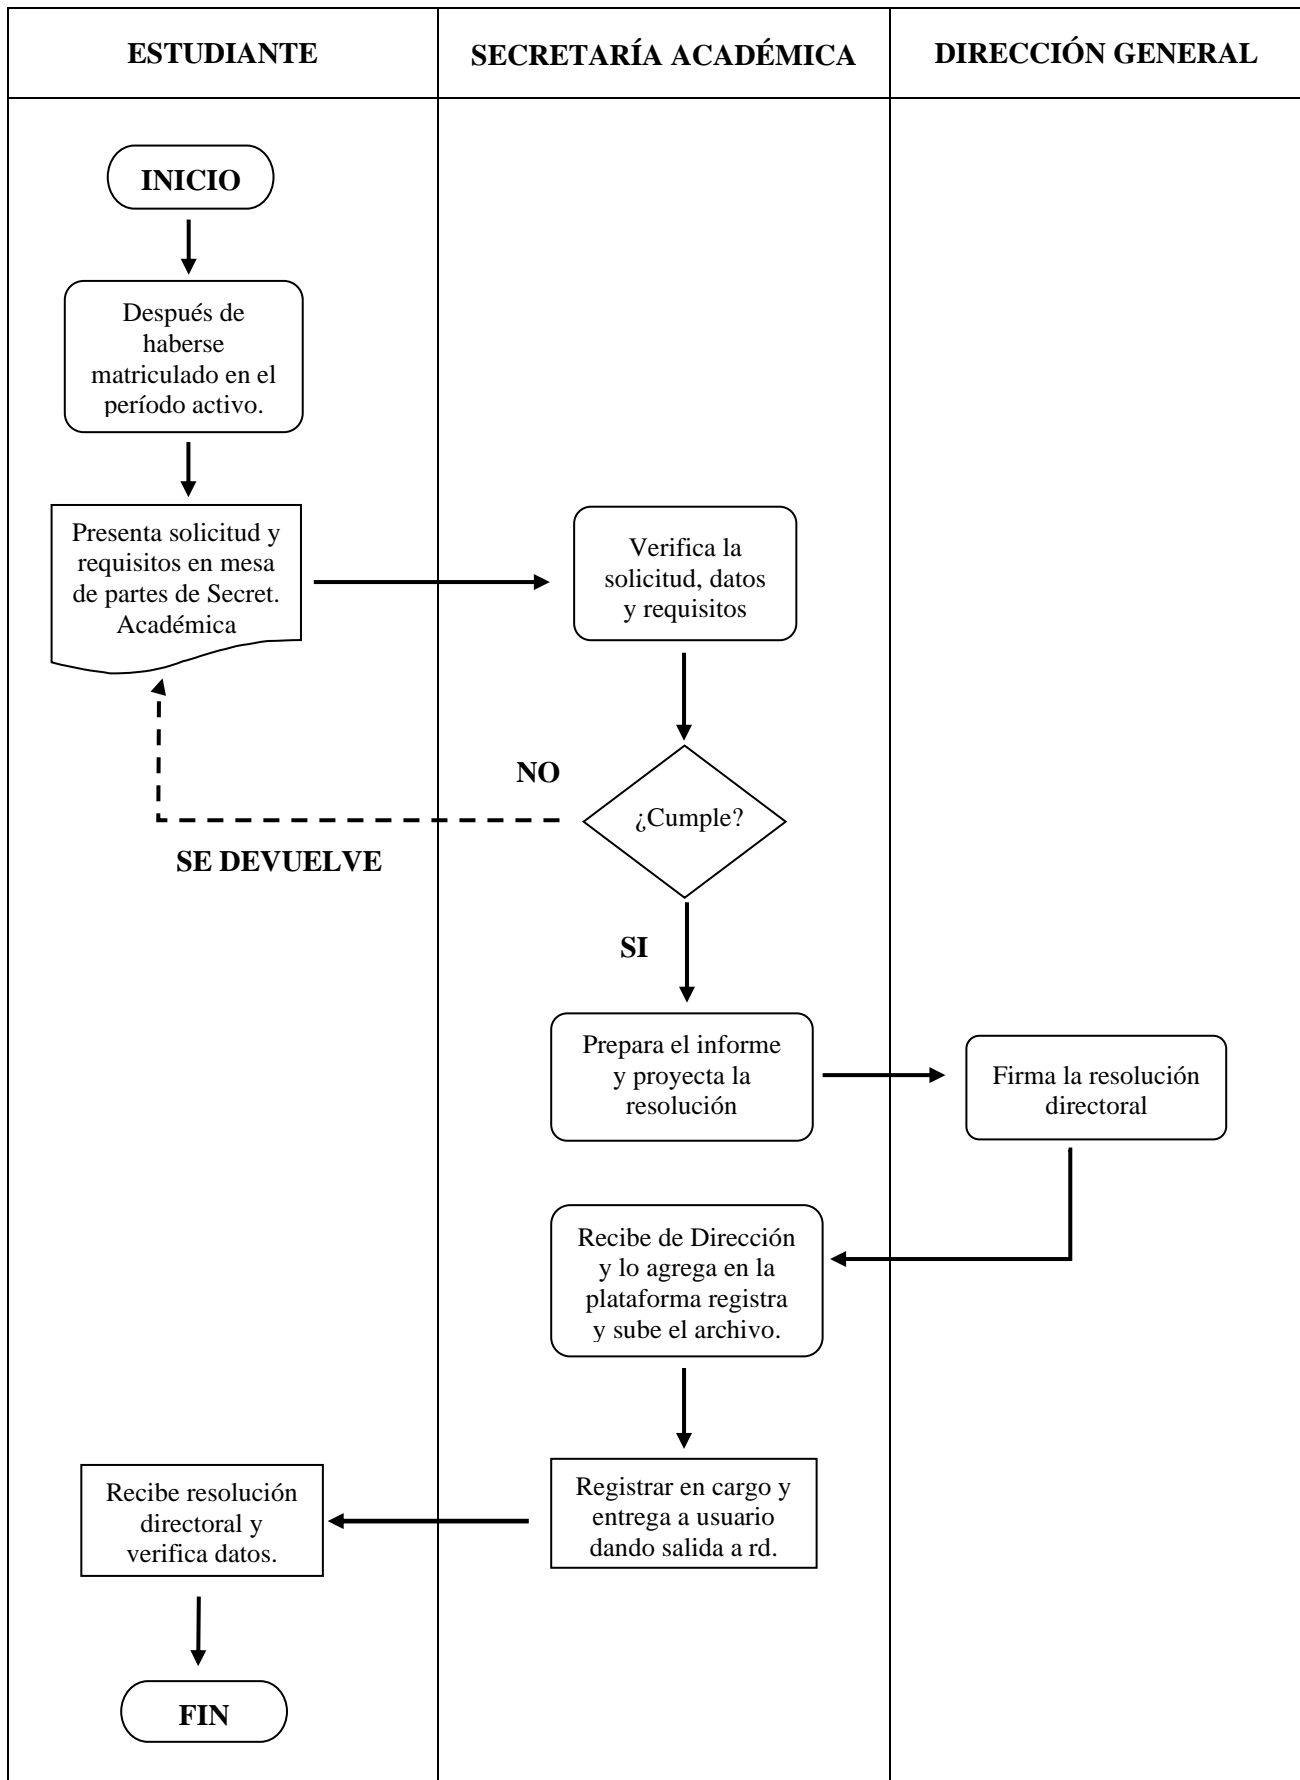 ESTUDIANTE
SECRETARÍA ACADÉMICA
DIRECCIÓN GENERAL
INICIO
Después de
haberse
matriculado en el
período activo.
Presenta solicitud y
requisitos en mesa
de partes de Secret.
Académica
Verifica la
solicitud, datos
y requisitos
NO
¿Cumple?
SE DEVUELVE
SI
Prepara el informe
y proyecta la
resolución
Firma la resolución
directoral
Recibe de Dirección
y lo agrega en la
plataforma registra
y sube el archivo.
Registrar en cargo y
entrega a usuario
dando salida a rd.
Recibe resolución
directoral y
verifica datos.
FIN